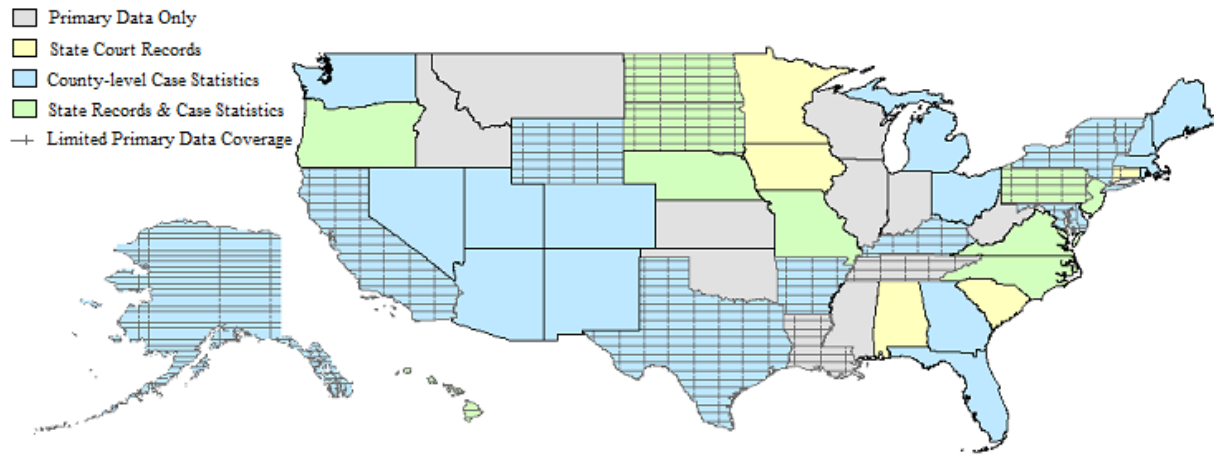 Primary Data Only
State Court Records
County-level Case Statistics
State Records & Case Statistics
Limited Primary Data Coverage